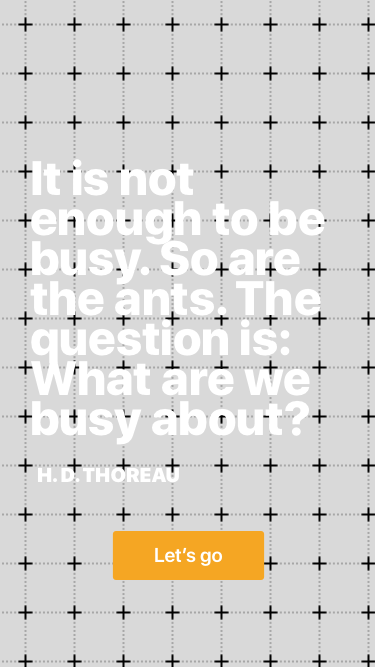 It is not
enough to be
busy. So are
the ants. The
question is:
What are we
busy about?
H. D. THOREAU
Let’s go